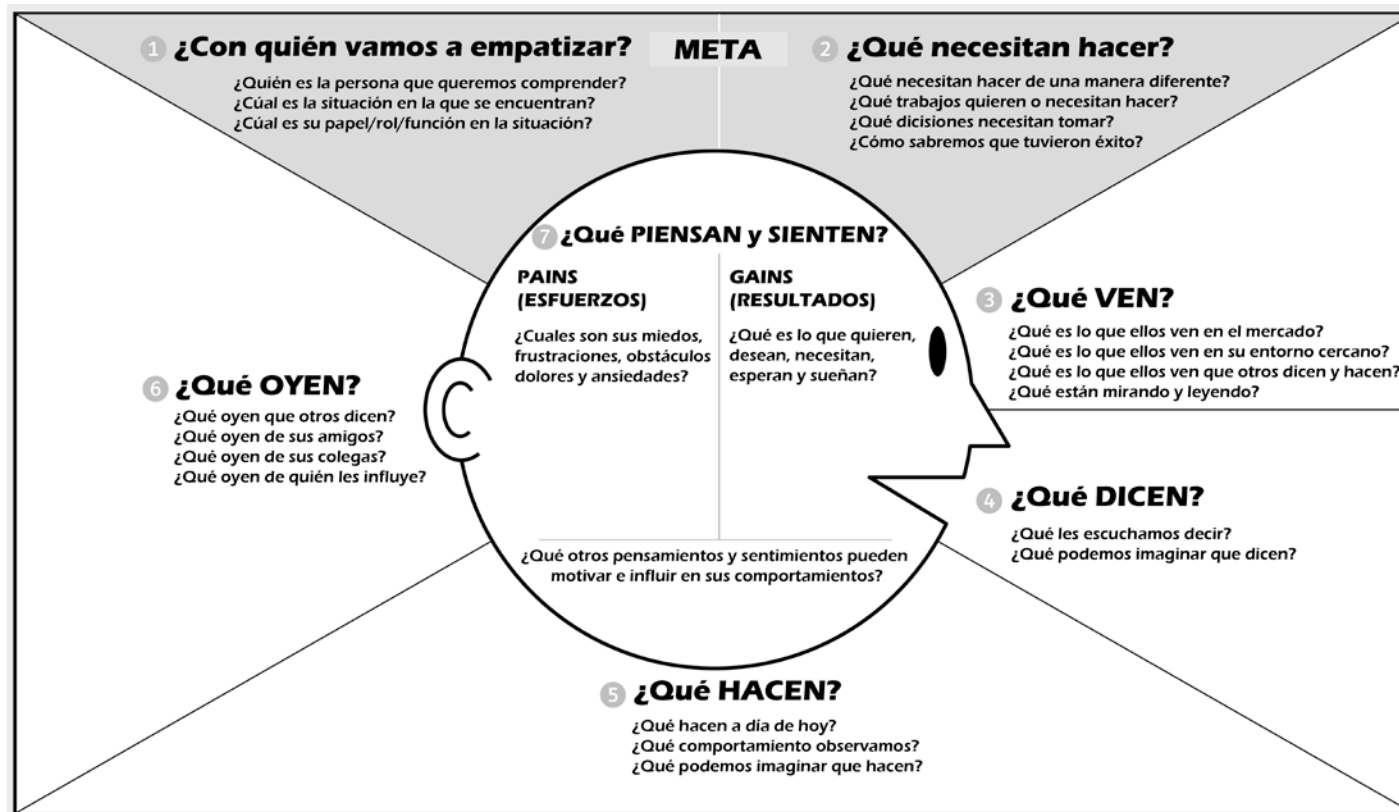 1 ¿Con quién vamos a empatizar?
¿Quién es la persona que queremos comprender?
¿Cúal es la situación en la que se encuentran?
¿Cúal es su papel/rol/función en la situación?
META
2 ¿Qué necesitan hacer?
¿Qué necesitan hacer de una manera diferente?
¿Qué trabajos quieren o necesitan hacer?
¿Qué dicisiones necesitan tomar?
¿Cómo sabremos que tuvieron éxito?
3 ¿Qué VEN?
¿Qué es lo que ellos ven en el mercado?
¿Qué es lo que ellos ven en su entorno cercano?
¿Qué es lo que ellos ven que otros dicen y hacen?
¿Qué están mirando y leyendo?
4 ¿Qué DICEN?
¿Qué les escuchamos decir?
¿Qué podemos imaginar que dicen?
5 ¿Qué HACEN?
¿Qué hacen a día de hoy?
¿Qué comportamiento observamos?
¿Qué podemos imaginar que hacen?
6 ¿Qué OYEN?
¿Qué oyen que otros dicen?
¿Qué oyen de sus amigos?
¿Qué oyen de sus colegas?
¿Qué oyen de quién les influye?
7 ¿Qué PIENSAN y SIENTEN?
PAINS
(ESFUERZOS)
¿Cuales son sus miedos,
frustraciones, obstáculos
dolores y ansiedades?
GAINS
(RESULTADOS)
¿Qué es lo que quieren,
desean, necesitan,
esperan y sueñan?
¿Qué otros pensamientos y sentimientos pueden
motivar e influir en sus comportamientos?